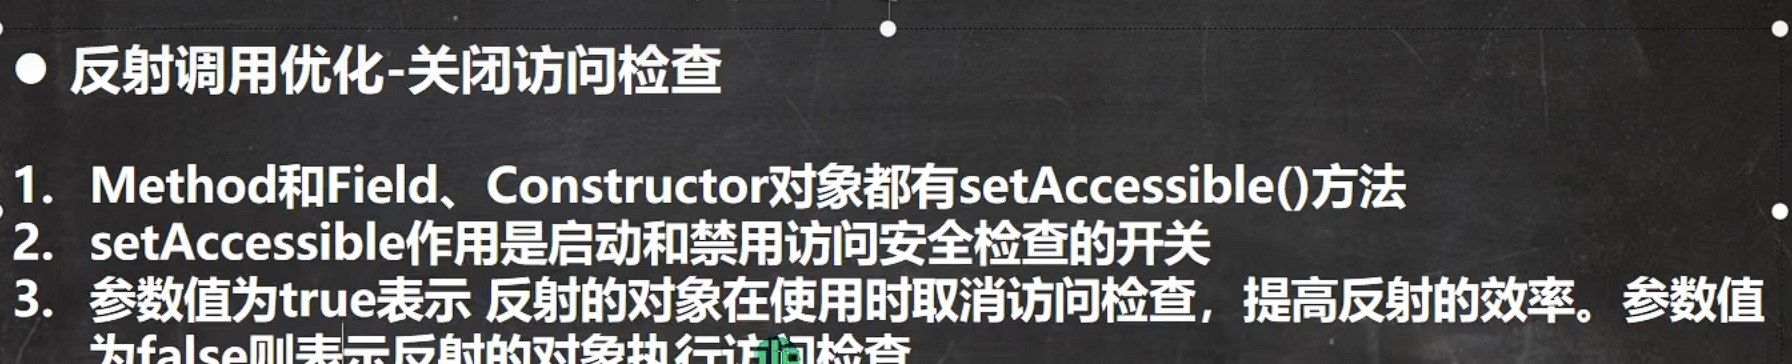 ● 反射调用优化-关闭访问检查
1. Method和Field、Constructor对象都有setAccessible()方法
2. setAccessible作用是启动和禁用访问安全检查的开关
3. 参数值为true表示 反射的对象在使用时取消访问检查，提高反射的效率。参数值
为false则表示反射的对象执行访问检查